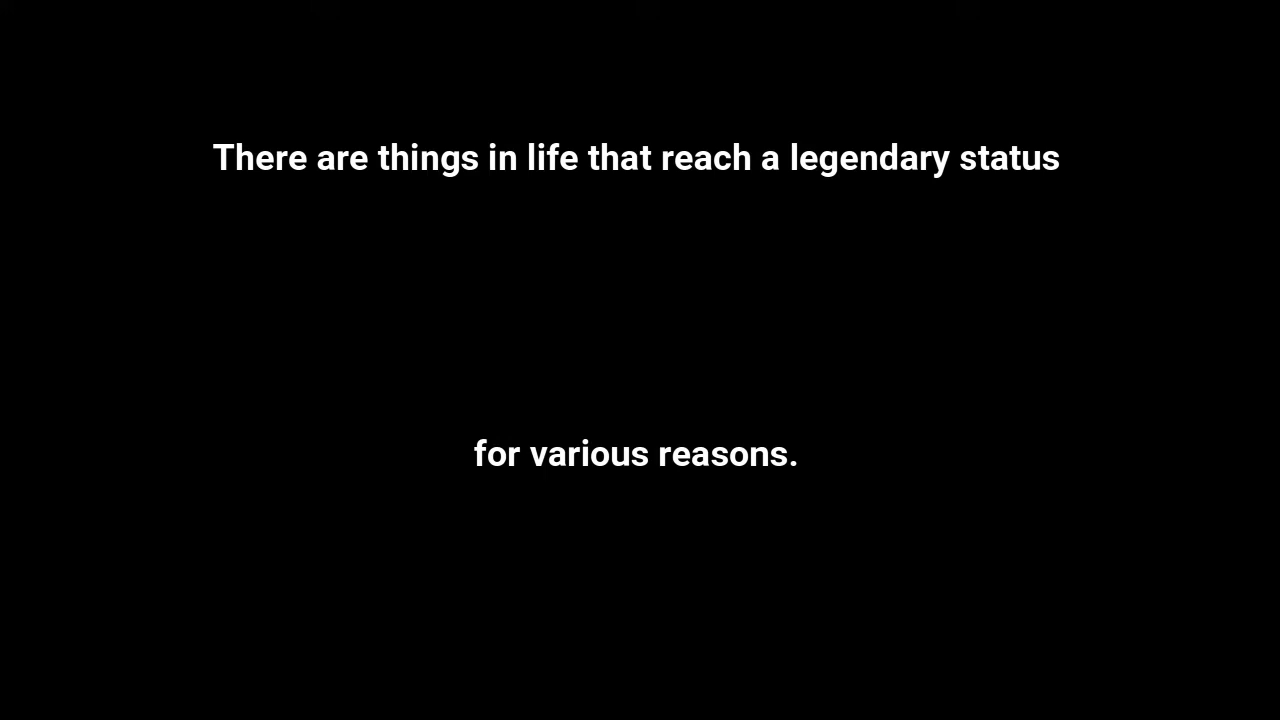 There are things in life that reach a legendary status
for various reasons.